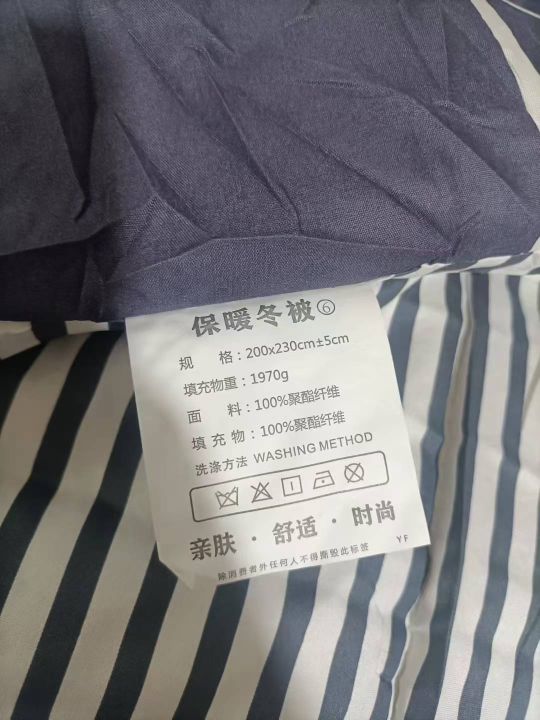 保暖冬被⑥
规 格：200x230cm±5cm
填充物重：1970g
面 料：100%聚酯纤维
填 充 物：100%聚酯纤维
洗涤方法 WASHING METHOD
亲肤 · 舒适 · 时尚
除消费者外任何人不得撕毁此标签 YF